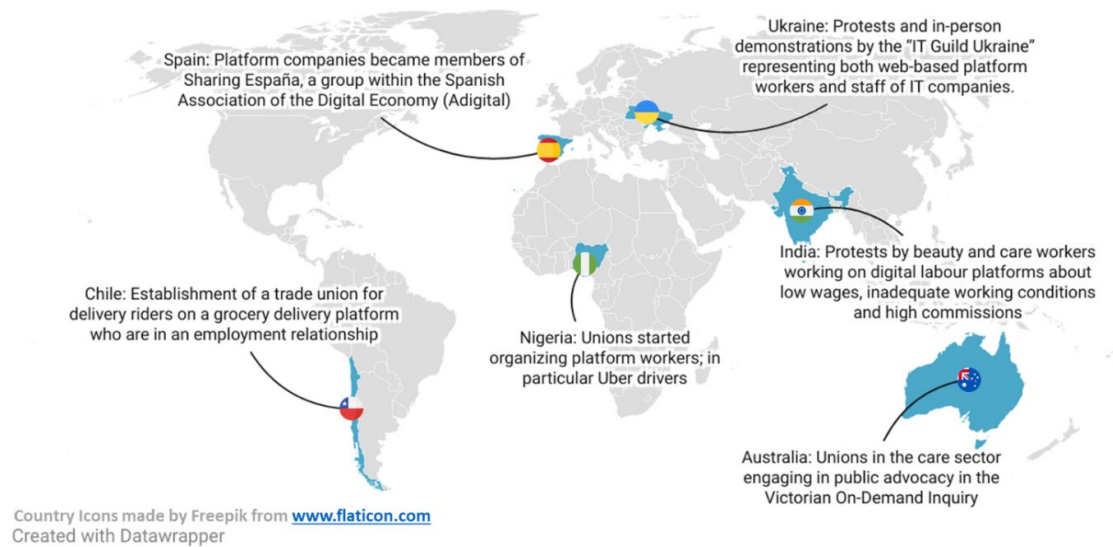 Spain: Platform companies became members of
Sharing España, a group within the Spanish
Association of the Digital Economy (Adigital)
Ukraine: Protests and in-person
demonstrations by the “IT Guild Ukraine”
representing both web-based platform
workers and staff of IT companies.
India: Protests by beauty and care workers
working on digital labour platforms about
low wages, inadequate working conditions
and high commissions
Chile: Establishment of a trade union for
delivery riders on a grocery delivery platform
who are in an employment relationship
Nigeria: Unions started
organizing platform workers; in
particular Uber drivers
Australia: Unions in the care sector
engaging in public advocacy in the
Victorian On-Demand Inquiry
Country Icons made by Freepik from www.flaticon.com
Created with Datawrapper